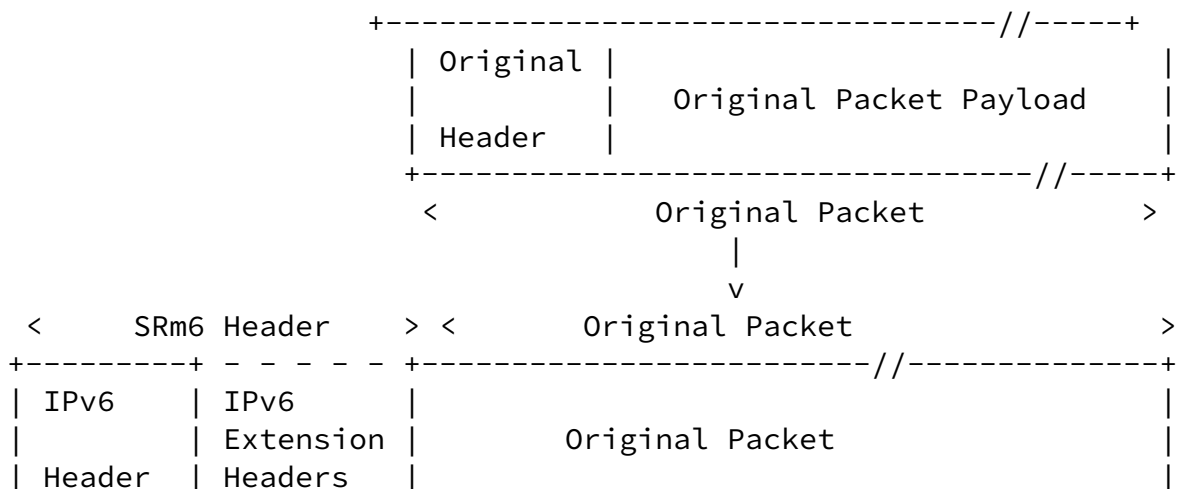 +----------------------------------//-----+
| Original |                              |
|          |   Original Packet Payload    |
| Header   |                              |
+----------------------------------//-----+
<            Original Packet            >
|
v
<     SRm6 Header    > <       Original Packet                 >
+---------+ - - - - - +-------------------------//--------------+
| IPv6    | IPv6      |                                         |
|         | Extension |        Original Packet                  |
| Header  | Headers   |                                         |